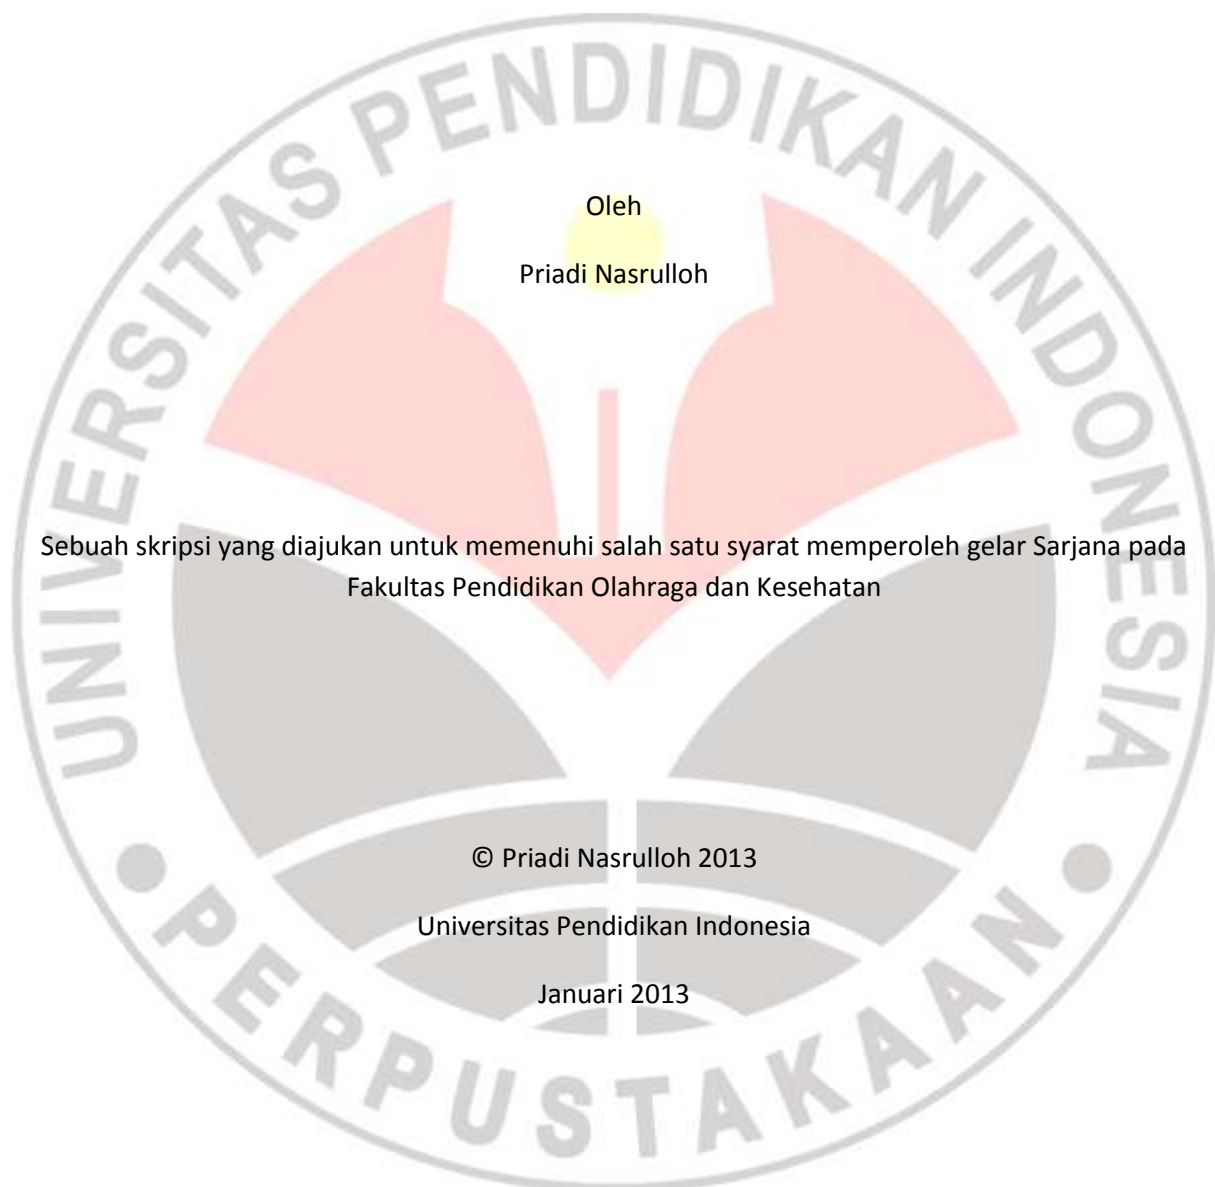 UNIVERSITAS PENDIDIKAN INDONESIA
Oleh
Priadi Nasrulloh
Sebuah skripsi yang diajukan untuk memenuhi salah satu syarat memperoleh gelar Sarjana pada
Fakultas Pendidikan Olahraga dan Kesehatan
© Priadi Nasrulloh 2013
Universitas Pendidikan Indonesia
Januari 2013
PERPUSTAKAAN